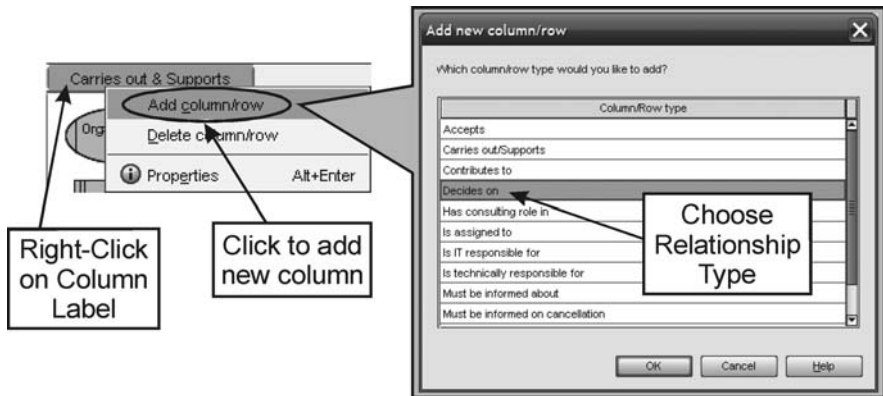 Carries out & Supports
Add column/row
Delete column/row
Properties Alt+Enter
Org
Right-Click
on Column
Label
Click to add
new column
Add new column/row
Which column/row type would you like to add?
Column/Row type
Accepts
Carries out/Supports
Contributes to
Decides on
Has consulting role in
Is assigned to
Is IT responsible for
Is technically responsible for
Must be informed about
Must be informed on cancellation
Choose
Relationship
Type
OK Cancel Help